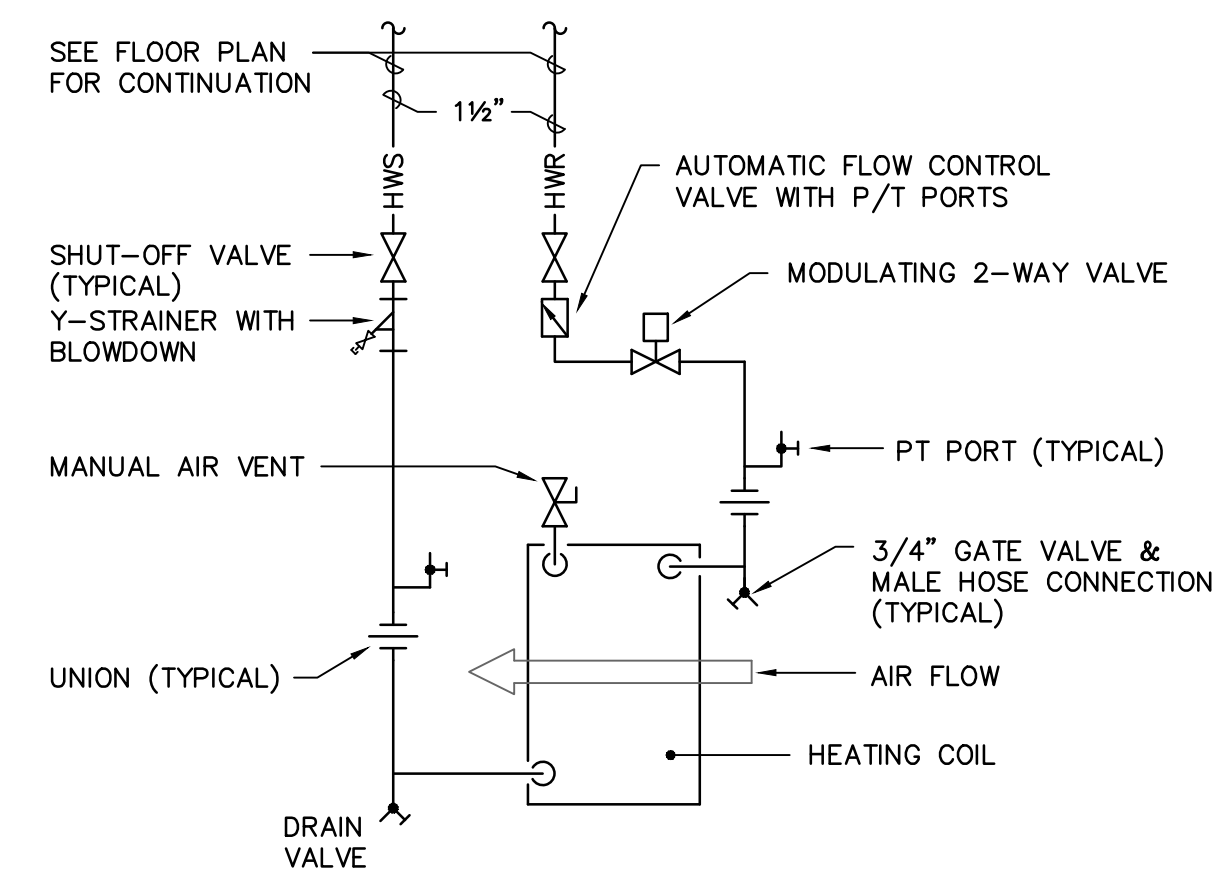 SEE FLOOR PLAN
FOR CONTINUATION
1½”
HWS
HWR
AUTOMATIC FLOW CONTROL
VALVE WITH P/T PORTS
SHUT-OFF VALVE
(TYPICAL)
MODULATING 2-WAY VALVE
Y-STRAINER WITH
BLOWDOWN
PT PORT (TYPICAL)
MANUAL AIR VENT
3/4” GATE VALVE &
MALE HOSE CONNECTION
(TYPICAL)
UNION (TYPICAL)
AIR FLOW
HEATING COIL
DRAIN
VALVE